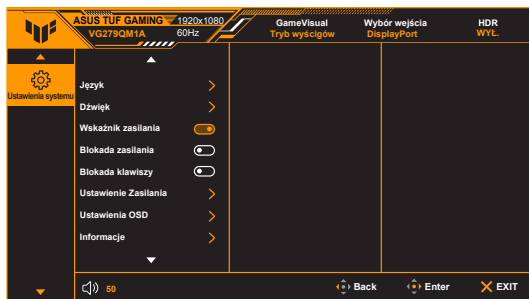 ASUS TUF GAMING 1920x1080
VG279QM1A 60Hz
GameVisual
Tryb wyścigów
Wybór wejścia
DisplayPort
HDR
WYŁ.
Ustawienia systemu
Język
Dźwięk
Wskaźnik zasilania
Blokada zasilania
Blokada klawiszy
Ustawienie Zasilania
Ustawienia OSD
Informacje
50
Back
Enter
EXIT